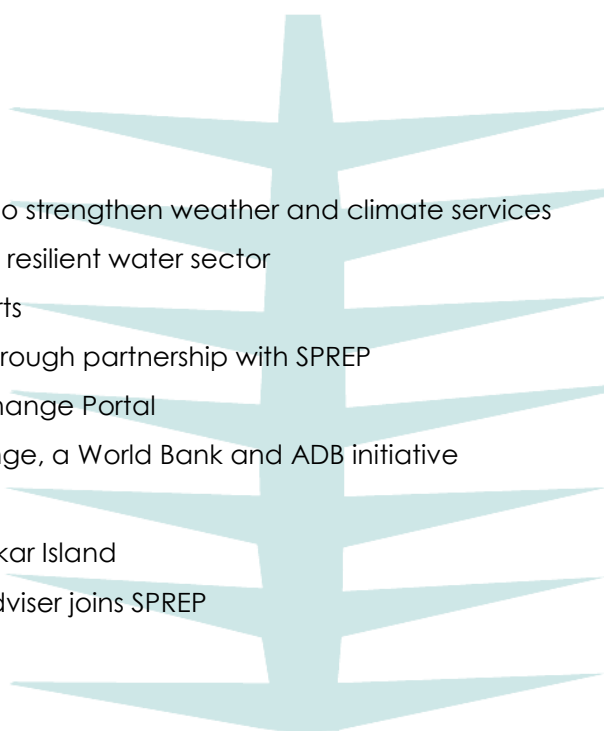 o strengthen weather and climate services
resilient water sector
rts
rough partnership with SPREP
hange Portal
nge, a World Bank and ADB initiative
kar Island
dviser joins SPREP